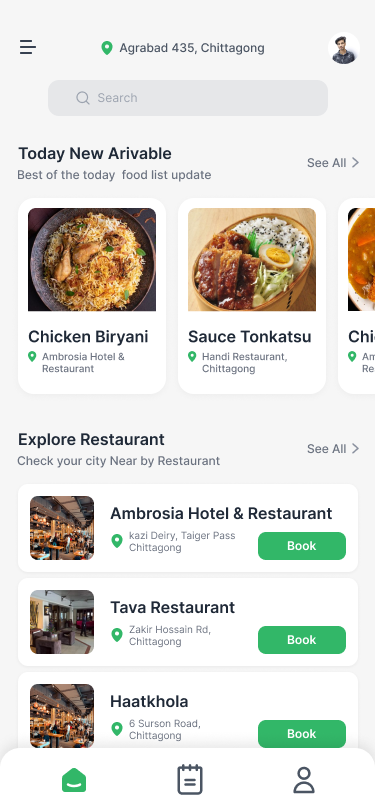 Agrabad 435, Chittagong
Search
Today New Arivable
Best of the today  food list update
See All
Chicken Biryani
Ambrosia Hotel &
Restaurant
Sauce Tonkatsu
Handi Restaurant,
Chittagong
Chi
Am
Re
Explore Restaurant
Check your city Near by Restaurant
See All
Ambrosia Hotel & Restaurant
kazi Deiry, Taiger Pass
Chittagong
Book
Tava Restaurant
Zakir Hossain Rd,
Chittagong
Book
Haatkhola
6 Surson Road,
Chittagong
Book